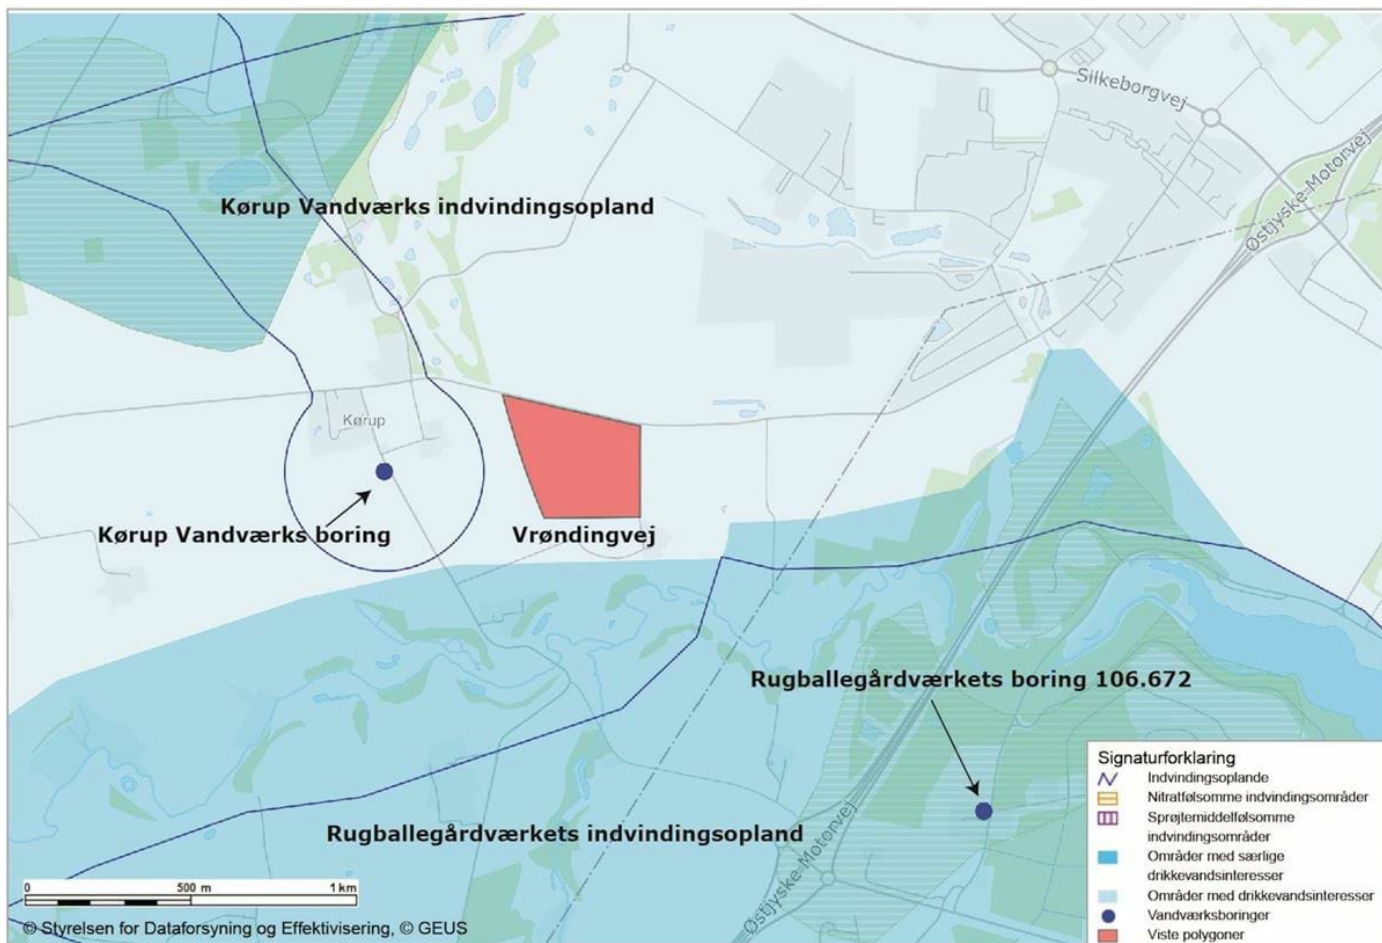 Silkeborgvej
Østjyske Motorvej
Kørup Vandværks indvindingsopland
Kørup
Kørup Vandværks boring
Vrøndingvej
Rugballegårdværkets boring 106.672
Rugballegårdværkets indvindingsopland
Østjyske Motorvej
Signaturforklaring
Indvindingsoplande
Nitratfølsomme indvindingsområder
Sprøjtemiddelfølsomme
indvindingsområder
Områder med særlige
drikkevandsinteresser
Områder med drikkevandsinteresser
Vandværksboringer
Viste polygoner
0 500 m 1 km
© Styrelsen for Dataforsyning og Effektivisering, © GEUS